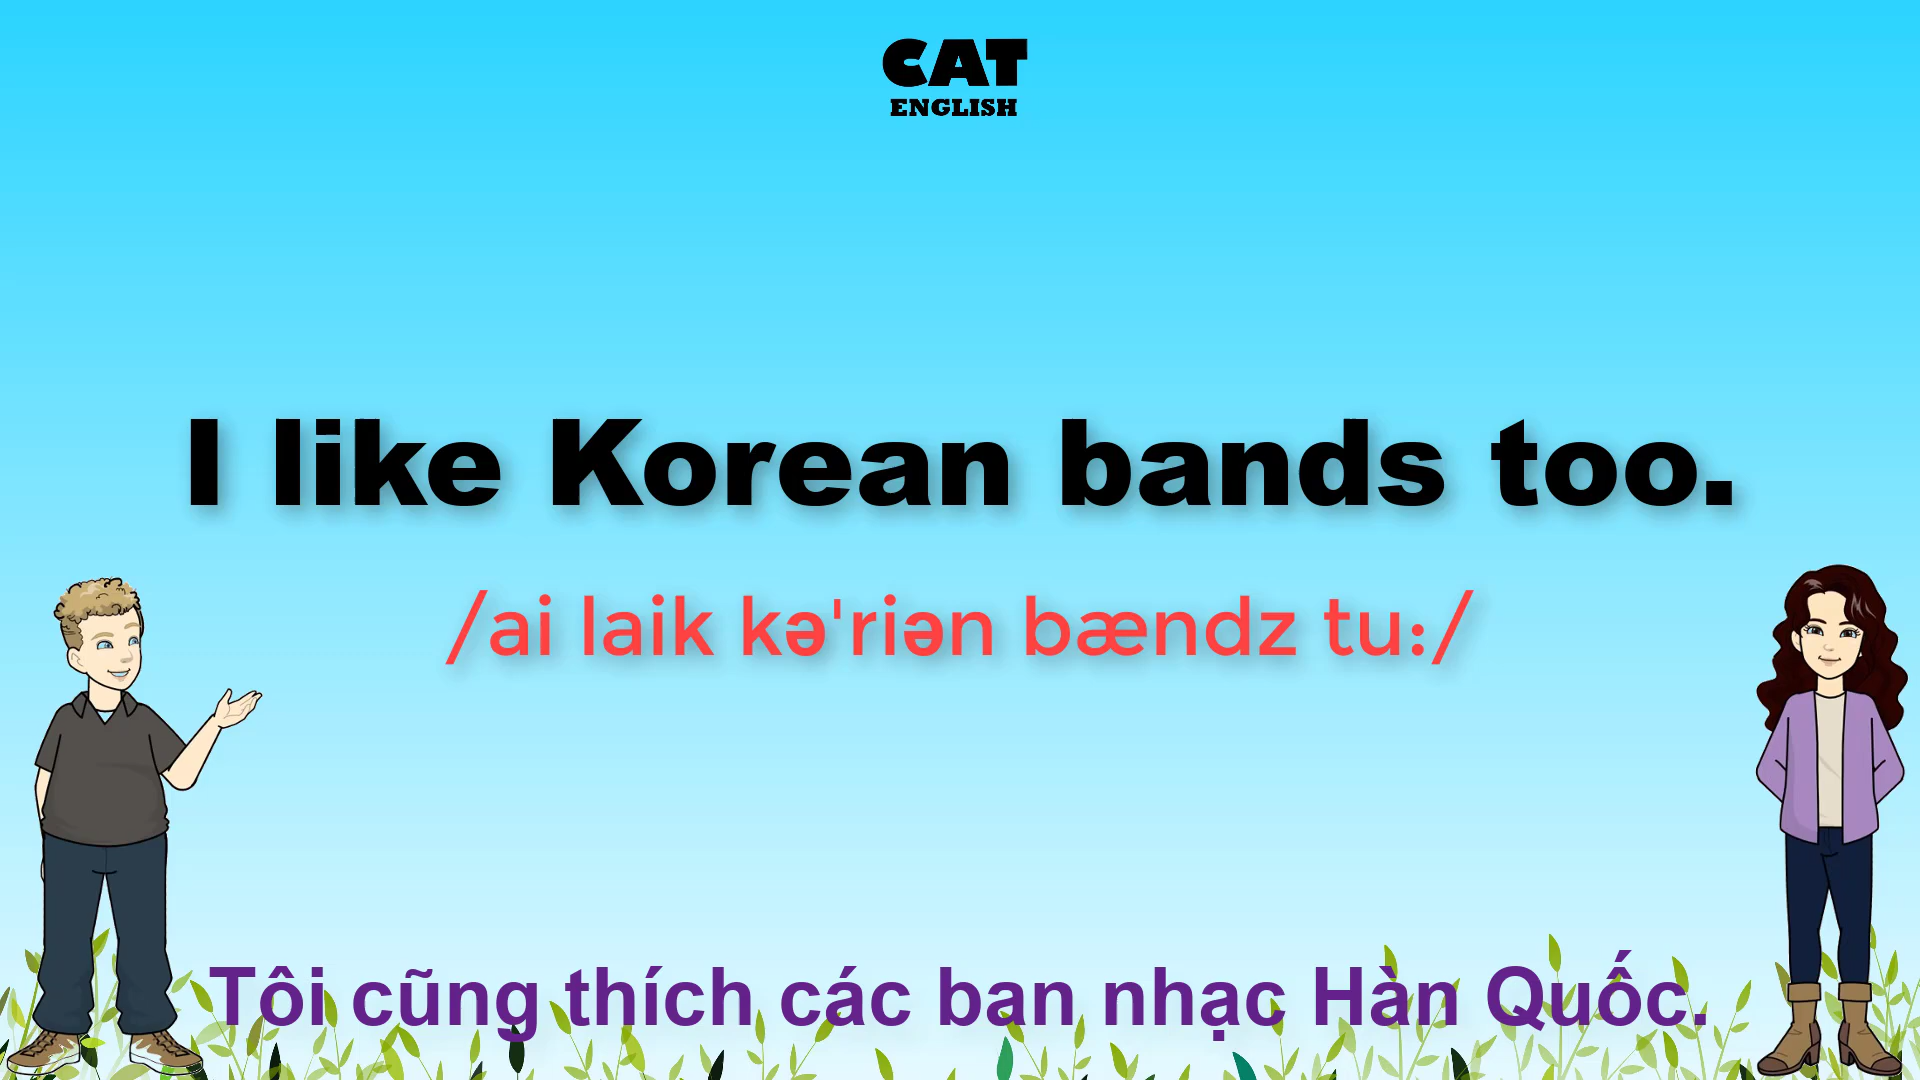 CAT
ENGLISH
I like Korean bands too.
/ai laik kə'riən bændz tu:/
Tôi cũng thích các ban nhạc Hàn Quốc.